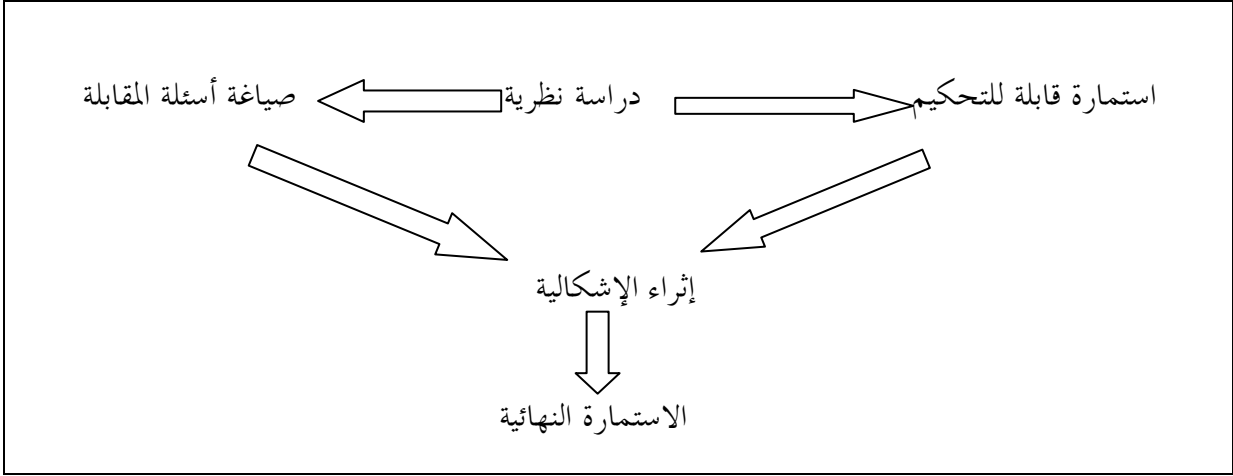 استمارة قابلة للتحكيم
دراسة نظرية
صياغة أسئلة المقابلة
إثراء الإشكالية
الاستمارة النهائية